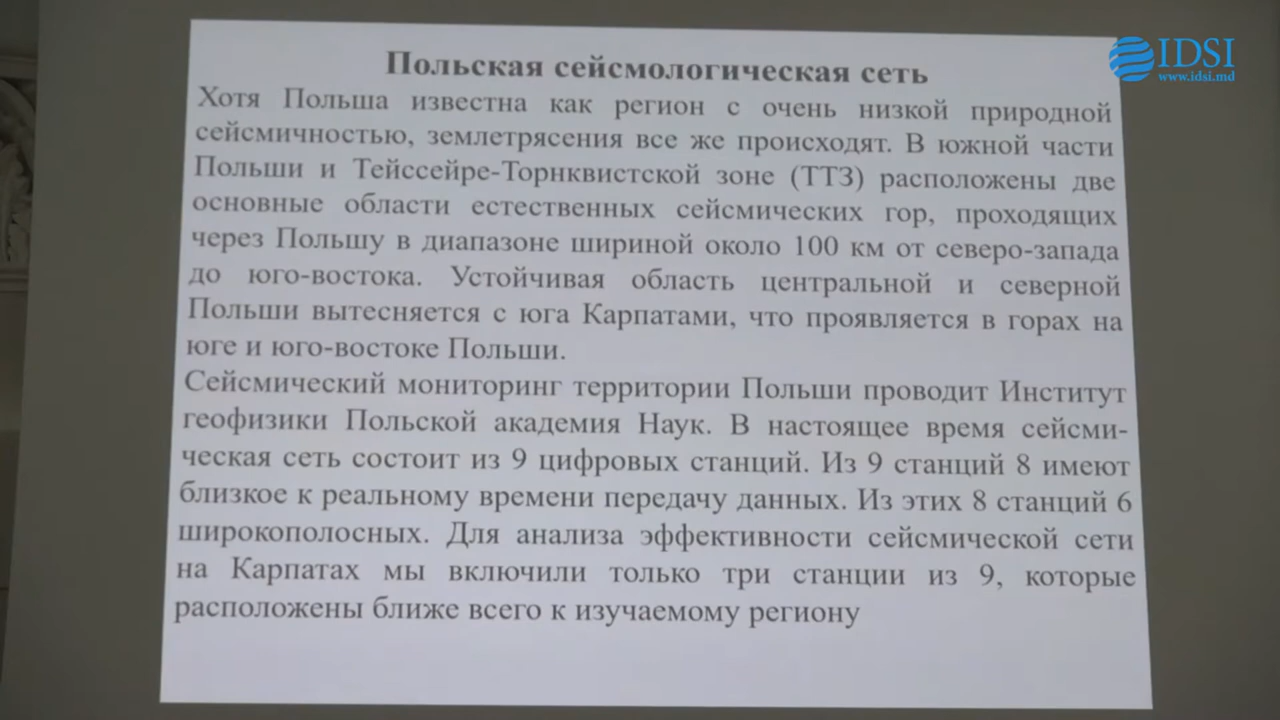 Польская сейсмологическая сеть
Хотя Польша известна как регион с очень низкой природной
сейсмичностью, землетрясения все же происходят. В южной части
Польши и Тейссейре-Торнквистской зоне (ТТЗ) расположены две
основные области естественных сейсмических гор, проходящих
через Польшу в диапазоне шириной около 100 км от северо-запада
до юго-востока. Устойчивая область центральной и северной
Польши вытесняется с юга Карпатами, что проявляется в горах на
юге и юго-востоке Польши.
Сейсмический мониторинг территории Польши проводит Институт
геофизики Польской академия Наук. В настоящее время сейсми-
ческая сеть состоит из 9 цифровых станций. Из 9 станций 8 имеют
близкое к реальному времени передачу данных. Из этих 8 станций 6
широкополосных. Для анализа эффективности сейсмической сети
на Карпатах мы включили только три станции из 9, которые
расположены ближе всего к изучаемому региону
IDSI
www.idsi.md